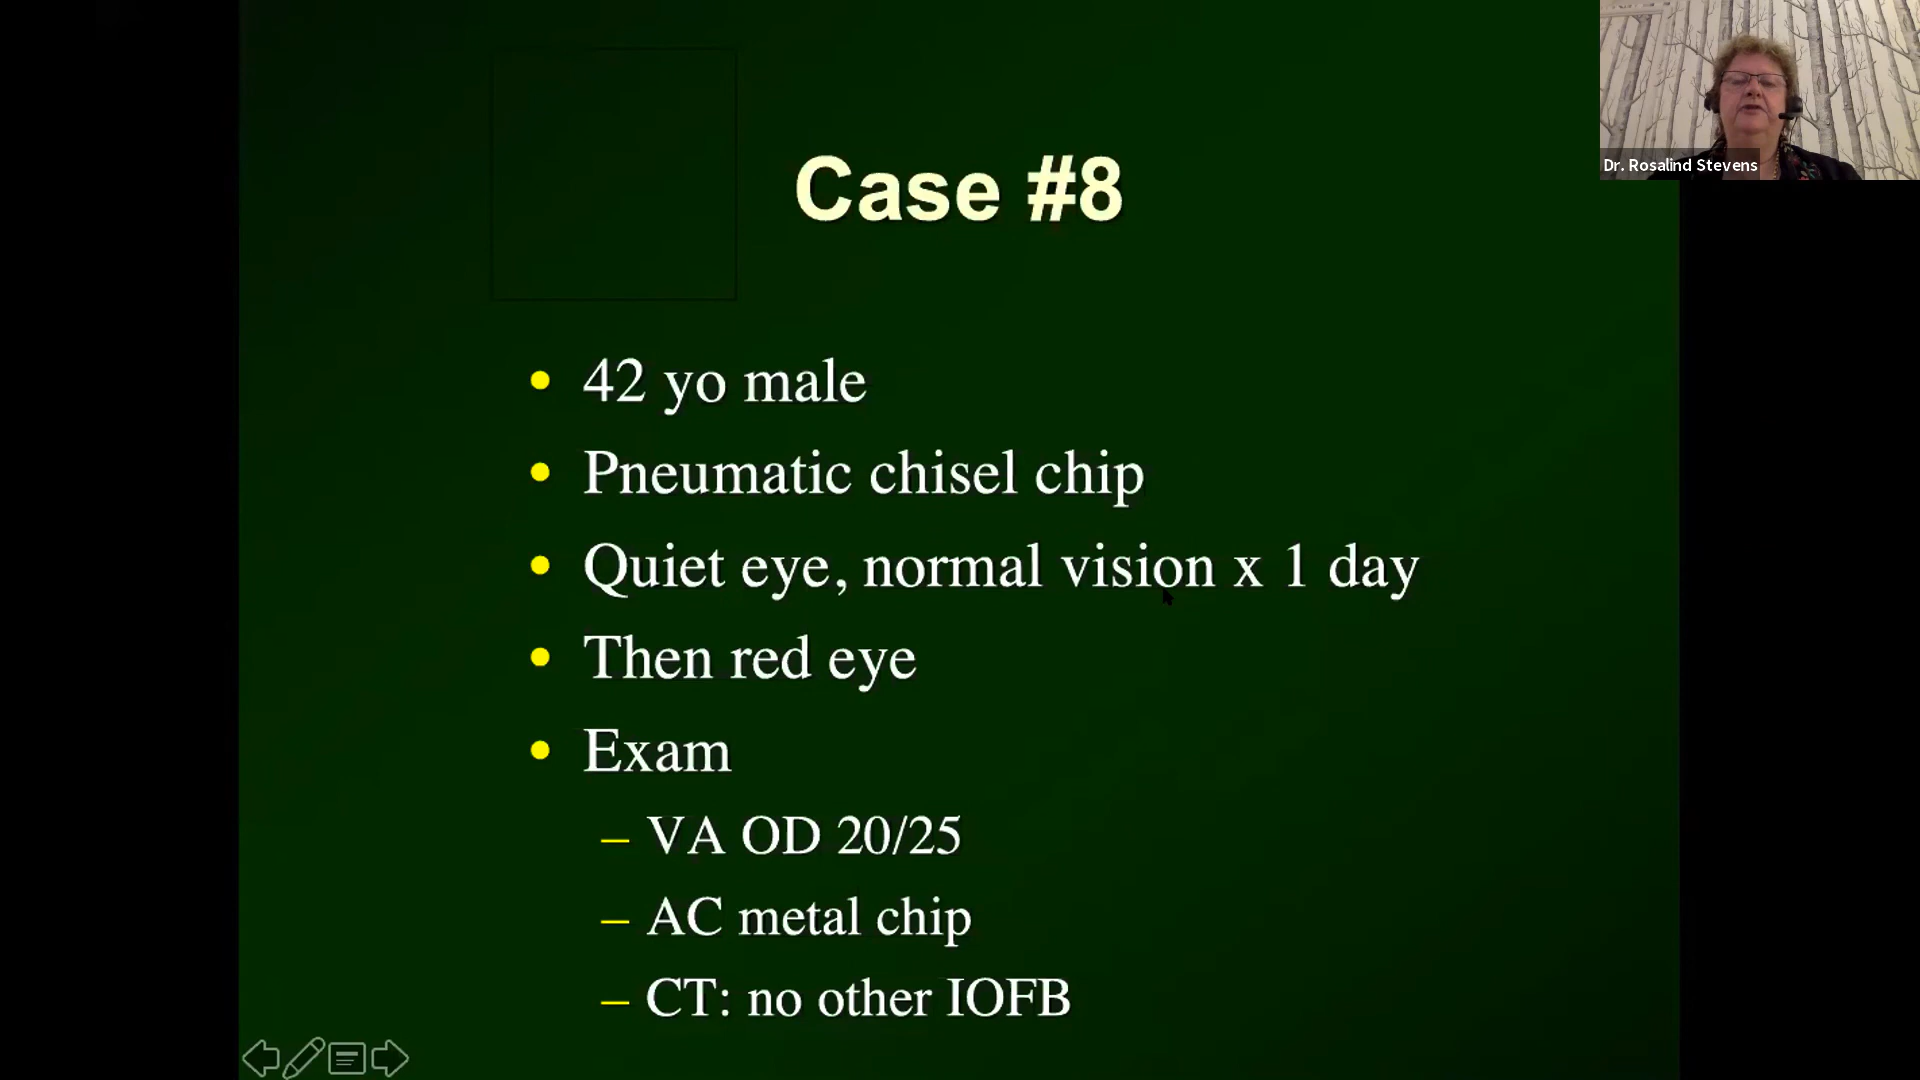 Case #8
Dr. Rosalind Stevens
• 42 yo male
• Pneumatic chisel chip
• Quiet eye, normal vision x 1 day
• Then red eye
• Exam
– VA OD 20/25
– AC metal chip
– CT: no other IOFB